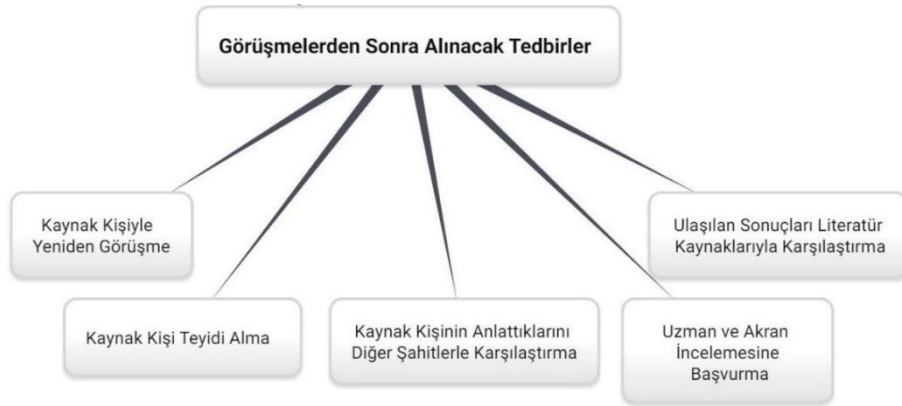 Görüşmelerden Sonra Alınacak Tedbirler
Kaynak Kişiyle
Yeniden Görüşme
Kaynak Kişi Teyidi Alma
Kaynak Kişinin Anlattıklarını
Diğer Şahitlerle Karşılaştırma
Uzman ve Akran
İncelemesine
Başvurma
Ulaşılan Sonuçları Literatür
Kaynaklarıyla Karşılaştırma